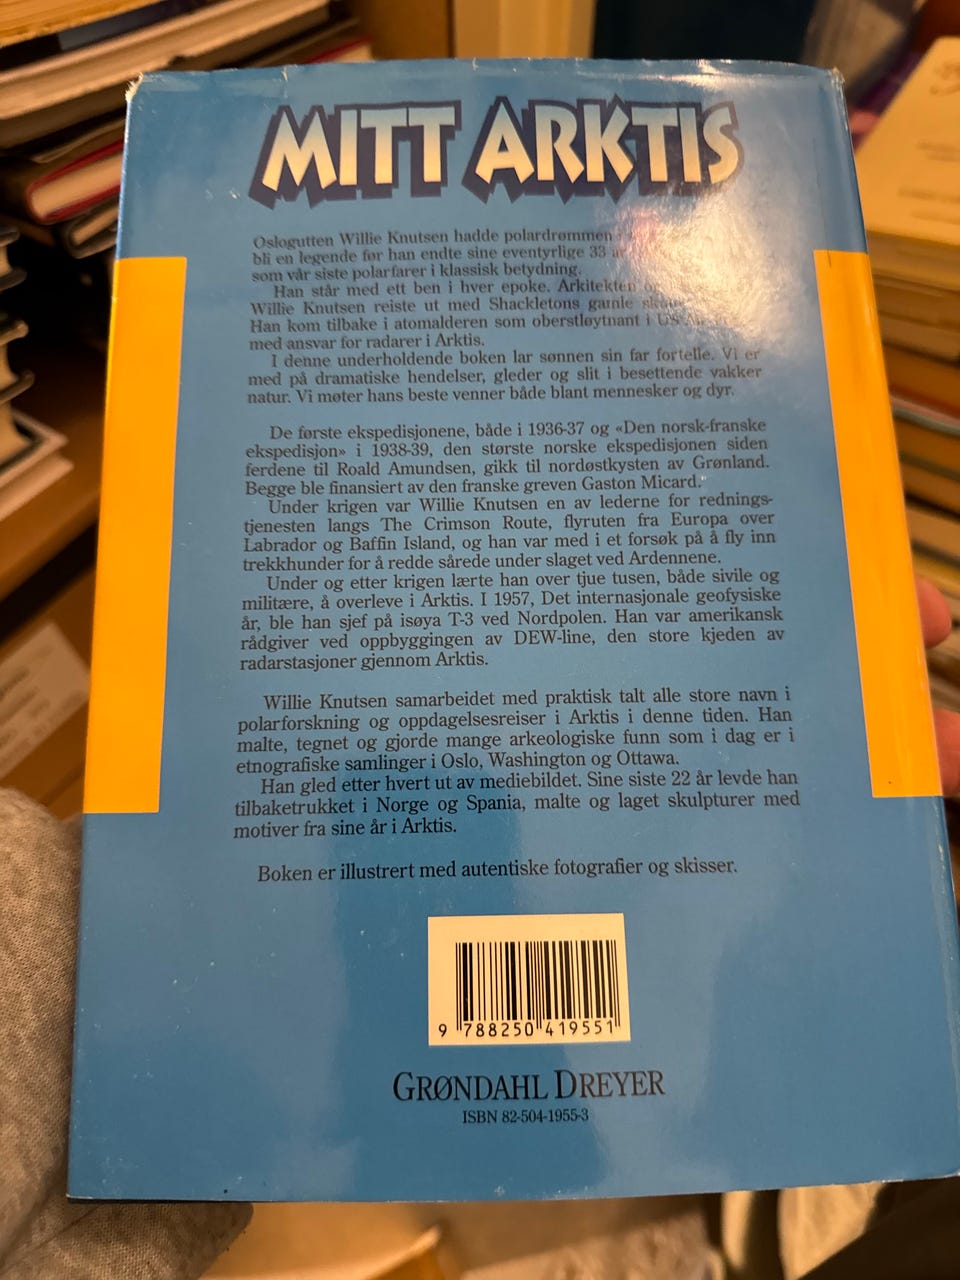 MITT ARKTIS
Oslogutten Willie Knutsen hadde polardrømmen
bli en legende før han endte sine eventyrlige 33 år
som vår siste polarfarer i klassisk betydning.
Han står med ett ben i hver epoke. Arkitekten
Willie Knutsen reiste ut med Shackletons gamle
Han kom tilbake i atomalderen som oberstløytnant i US
med ansvar for radarer i Arktis.
I denne underholdende boken lar sønnen sin far fortelle. Vi er
med på dramatiske hendelser, gleder og slit i besettende vakker
natur. Vi møter hans beste venner både blant mennesker og dyr.
De første ekspedisjonene, både i 1936-37 og «Den norsk-franske
ekspedisjon» i 1938-39, den største norske ekspedisjonen siden
ferdene til Roald Amundsen, gikk til nordøstkysten av Grønland.
Begge ble finansiert av den franske greven Gaston Micard.
Under krigen var Willie Knutsen en av lederne for rednings-
tjenesten langs The Crimson Route, flyruten fra Europa over
Labrador og Baffin Island, og han var med i et forsøk på å fly inn
trekkhunder for å redde sårede under slaget ved Ardennene.
Under og etter krigen lærte han over tjue tusen, både sivile og
militære, å overleve i Arktis. I 1957, Det internasjonale geofysiske
år, ble han sjef på isøya T-3 ved Nordpolen. Han var amerikansk
rådgiver ved oppbyggingen av DEW-line, den store kjeden av
radarstasjoner gjennom Arktis.
Willie Knutsen samarbeidet med praktisk talt alle store navn i
polarforskning og oppdagelsesreiser i Arktis i denne tiden. Han
malte, tegnet og gjorde mange arkeologiske funn som i dag er i
etnografiske samlinger i Oslo, Washington og Ottawa.
Han gled etter hvert ut av mediebildet. Sine siste 22 år levde han
tilbaketrukket i Norge og Spania, malte og laget skulpturer med
motiver fra sine år i Arktis.
Boken er illustrert med autentiske fotografier og skisser.
9 788250 419551
GRØNDAHL DREYER
ISBN 82-504-1955-3